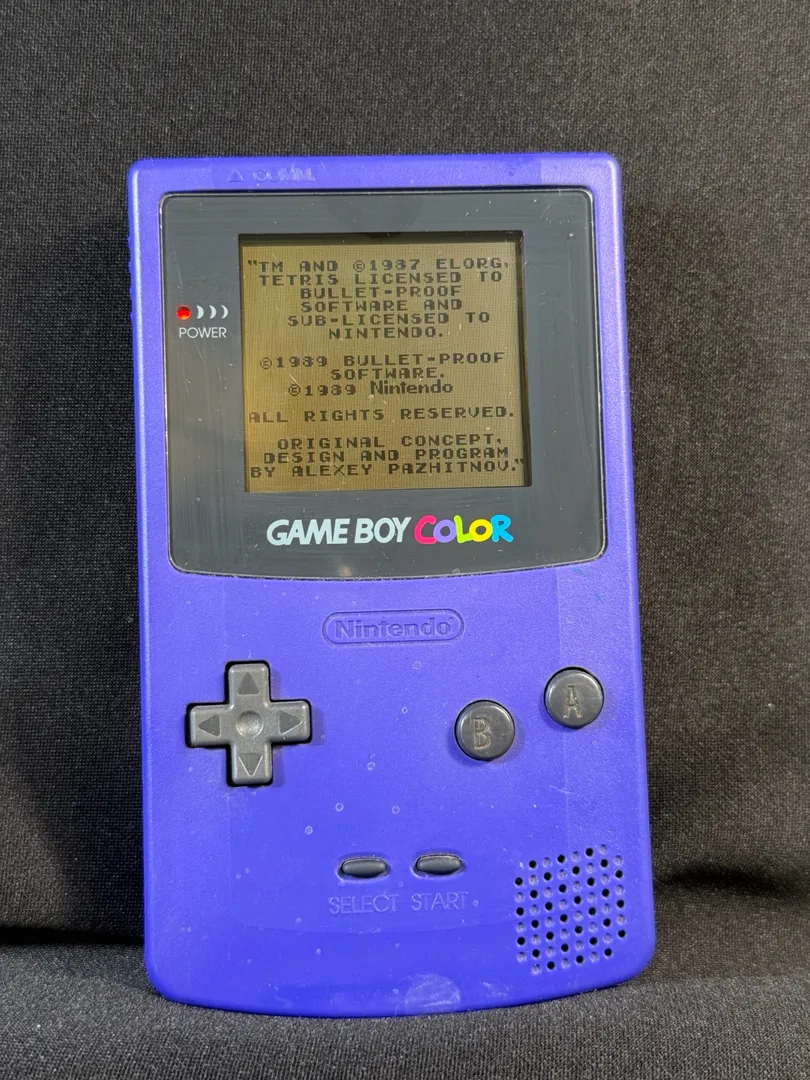 COMM.
"TM AND ©1987 ELORG,
TETRIS LICENSED TO
BULLET-PROOF
SOFTWARE AND
SUB-LICENSED TO
NINTENDO.
©1989 BULLET-PROOF
SOFTWARE.
©1989 Nintendo
ALL RIGHTS RESERVED.
ORIGINAL CONCEPT,
DESIGN AND PROGRAM
BY ALEXEY PAZHITNOV."
POWER
GAME BOY COLOR
Nintendo
B A
SELECT START